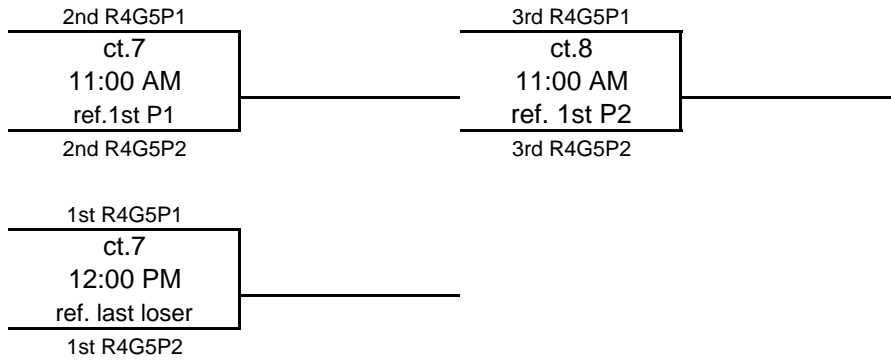 2nd R4G5P1
ct.7
11:00 AM
ref.1st P1
2nd R4G5P2
3rd R4G5P1
ct.8
11:00 AM
ref. 1st P2
3rd R4G5P2
1st R4G5P1
ct.7
12:00 PM
ref. last loser
1st R4G5P2